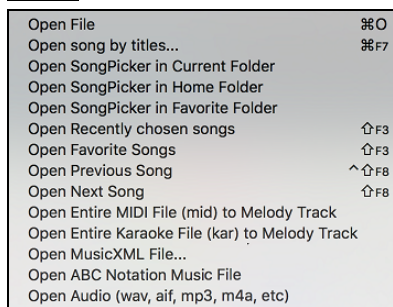 Open File ⌘O
Open song by titles... ⌘F7
Open SongPicker in Current Folder
Open SongPicker in Home Folder
Open SongPicker in Favorite Folder
Open Recently chosen songs ⇧F3
Open Favorite Songs ⇧F3
Open Previous Song ^⇧F8
Open Next Song ⇧F8
Open Entire MIDI File (mid) to Melody Track
Open Entire Karaoke File (kar) to Melody Track
Open MusicXML File...
Open ABC Notation Music File
Open Audio (wav, aif, mp3, m4a, etc)